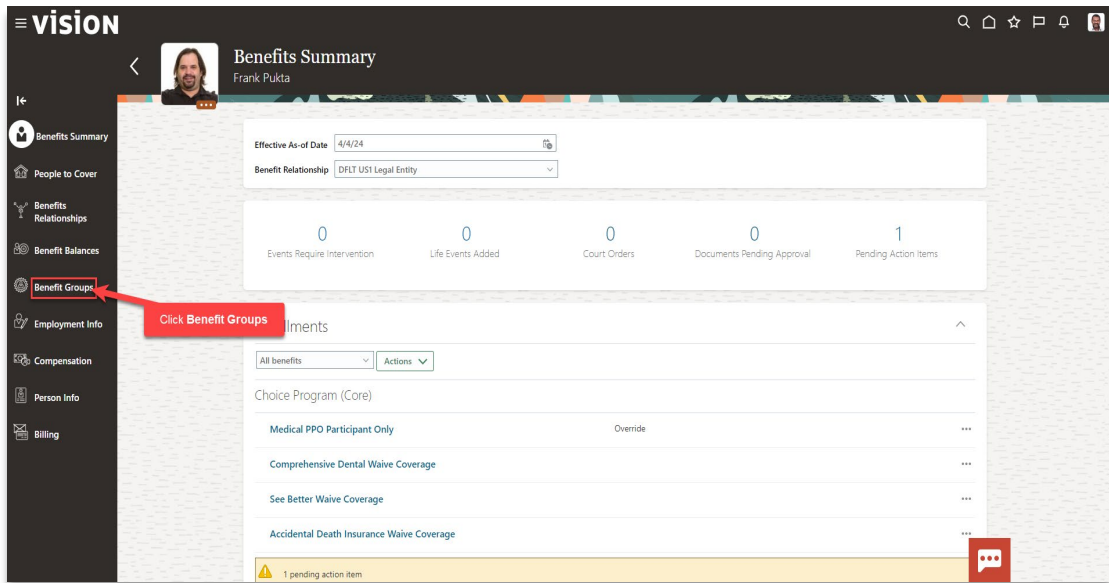 vision
Benefits Summary
Frank Pukta
Benefits Summary
People to Cover
Benefits
Relationships
Benefit Balances
Benefit Groups
Employment Info
Compensation
Person Info
Billing
Click Benefit Groups
Effective As-of Date 4/4/24
Benefit Relationship DFLT US1 Legal Entity
0 0 0 0 1
Events Require Intervention Life Events Added Court Orders Documents Pending Approval Pending Action Items
llments
All benefits Actions
Choice Program (Core)
Medical PPO Participant Only Override
Comprehensive Dental Waive Coverage
See Better Waive Coverage
Accidental Death Insurance Waive Coverage
1 pending action item